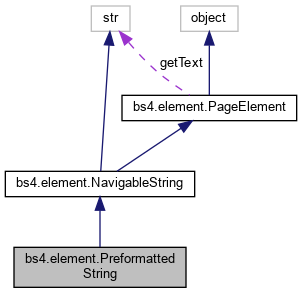 str
object
getText
bs4.element.PageElement
bs4.element.NavigableString
bs4.element.Preformatted
String